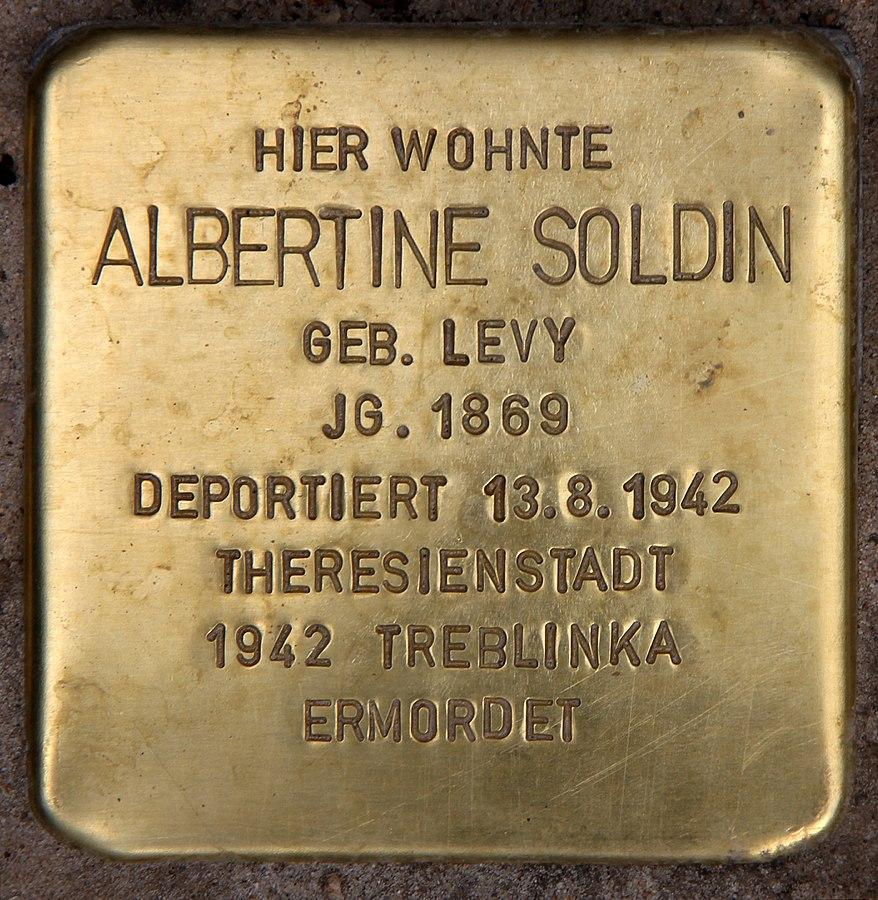 HIER WOHNTE
ALBERTINE SOLDIN
GEB. LEVY
JG. 1869
DEPORTIERT 13.8.1942
THERESIENSTADT
1942 TREBLINKA
ERMORDET